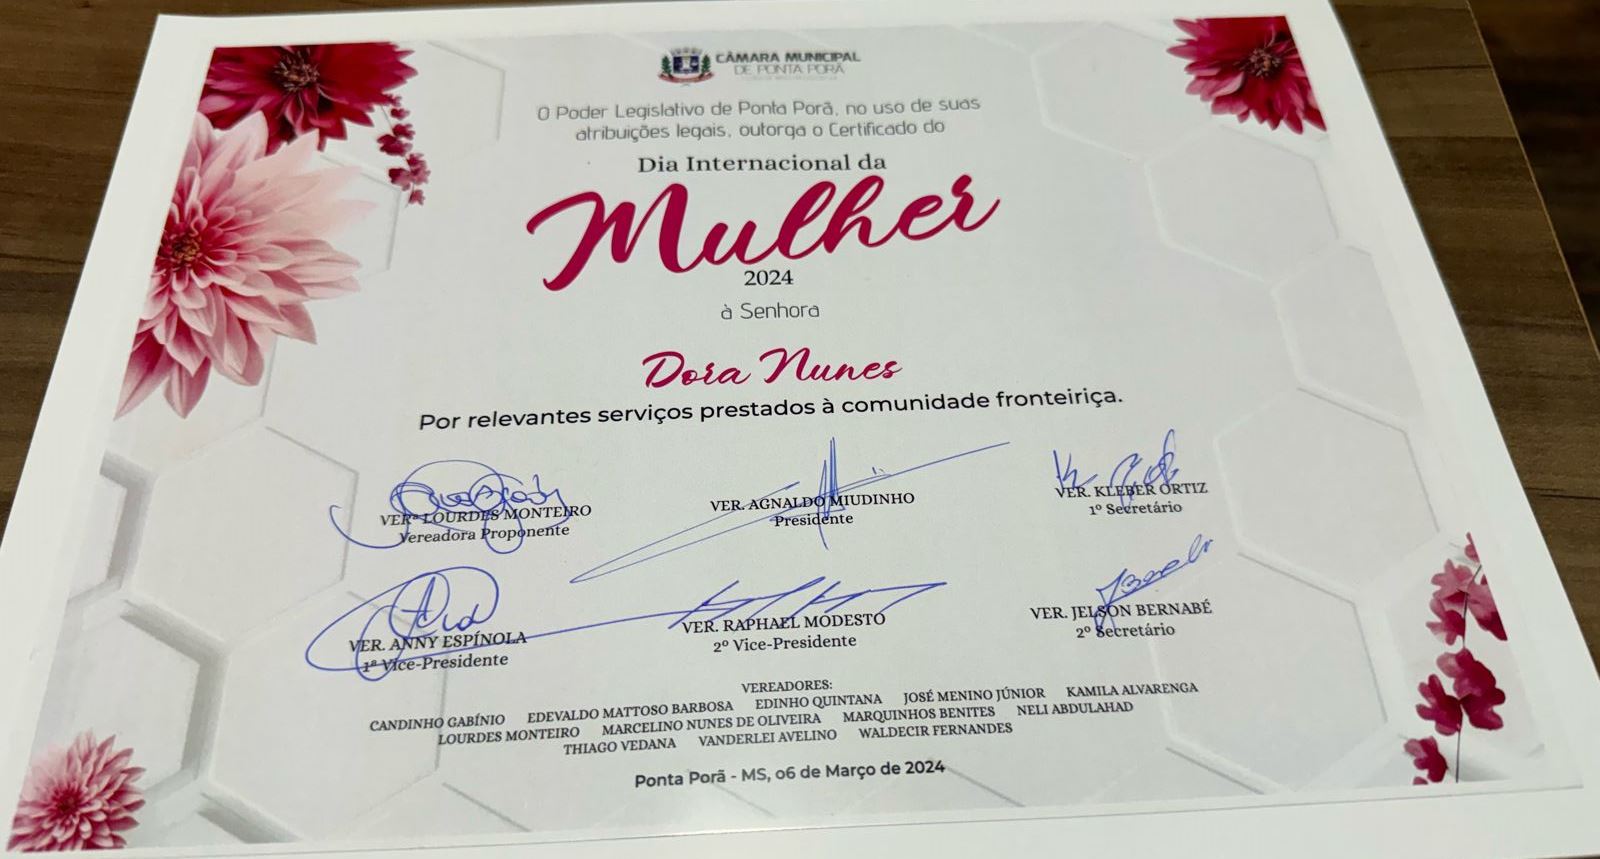 CÂMARA MUNICIPAL
DE PONTA PORÃ
O Poder Legislativo de Ponta Porã, no uso de suas
atribuições legais, outorga o Certificado do
Dia Internacional da
Mulher
2024
à Senhora
Dora Nunes
Por relevantes serviços prestados à comunidade fronteiriça.
VERª LOURDES MONTEIRO
Vereadora Proponente
VER. AGNALDO MIUDINHO
Presidente
VER. KLEBER ORTIZ
1º Secretário
VER. ANNY ESPÍNOLA
1ª Vice-Presidente
VER. RAPHAEL MODESTO
2º Vice-Presidente
VER. JELSON BERNABÉ
2º Secretário
VEREADORES:
CANDINHO GABÍNIO EDEVALDO MATTOSO BARBOSA EDINHO QUINTANA JOSÉ MENINO JÚNIOR KAMILA ALVARENGA
LOURDES MONTEIRO MARCELINO NUNES DE OLIVEIRA MARQUINHOS BENITES NELI ABDULAHAD
THIAGO VEDANA VANDERLEI AVELINO WALDECIR FERNANDES
Ponta Porã - MS, 06 de Março de 2024